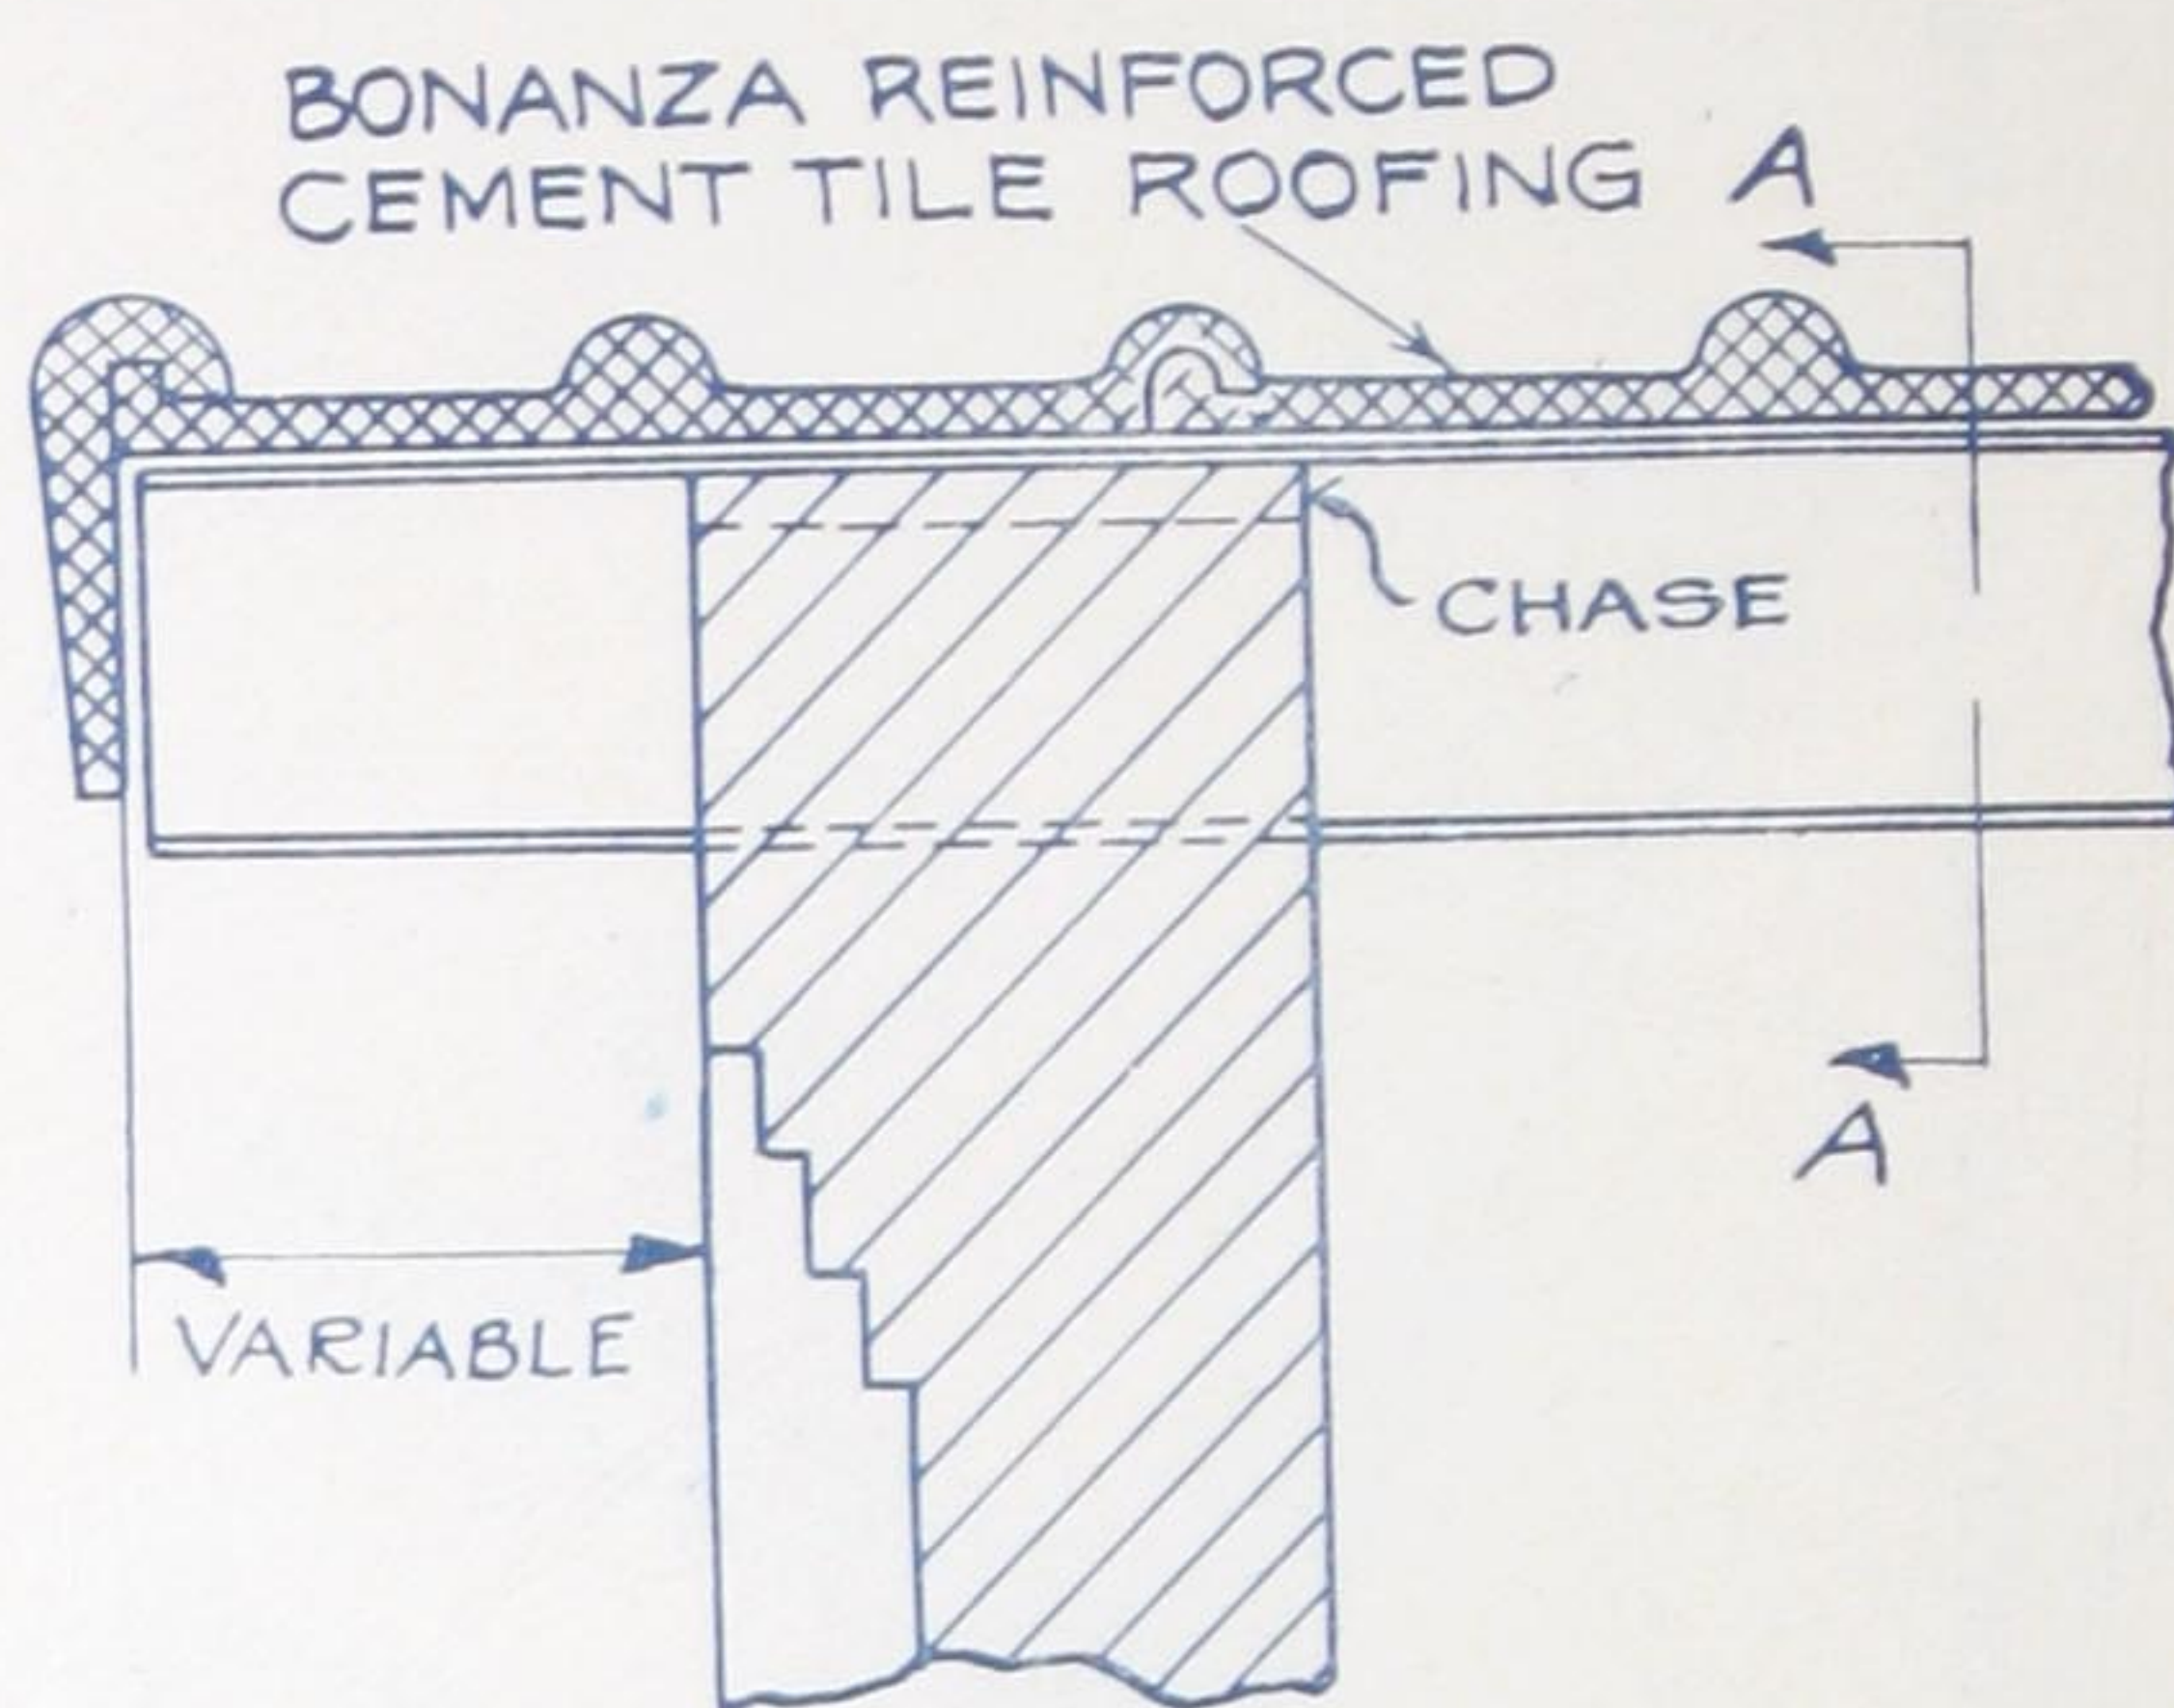 BONANZA REINFORCED
CEMENT TILE ROOFING
A
CHASE
A
VARIABLE